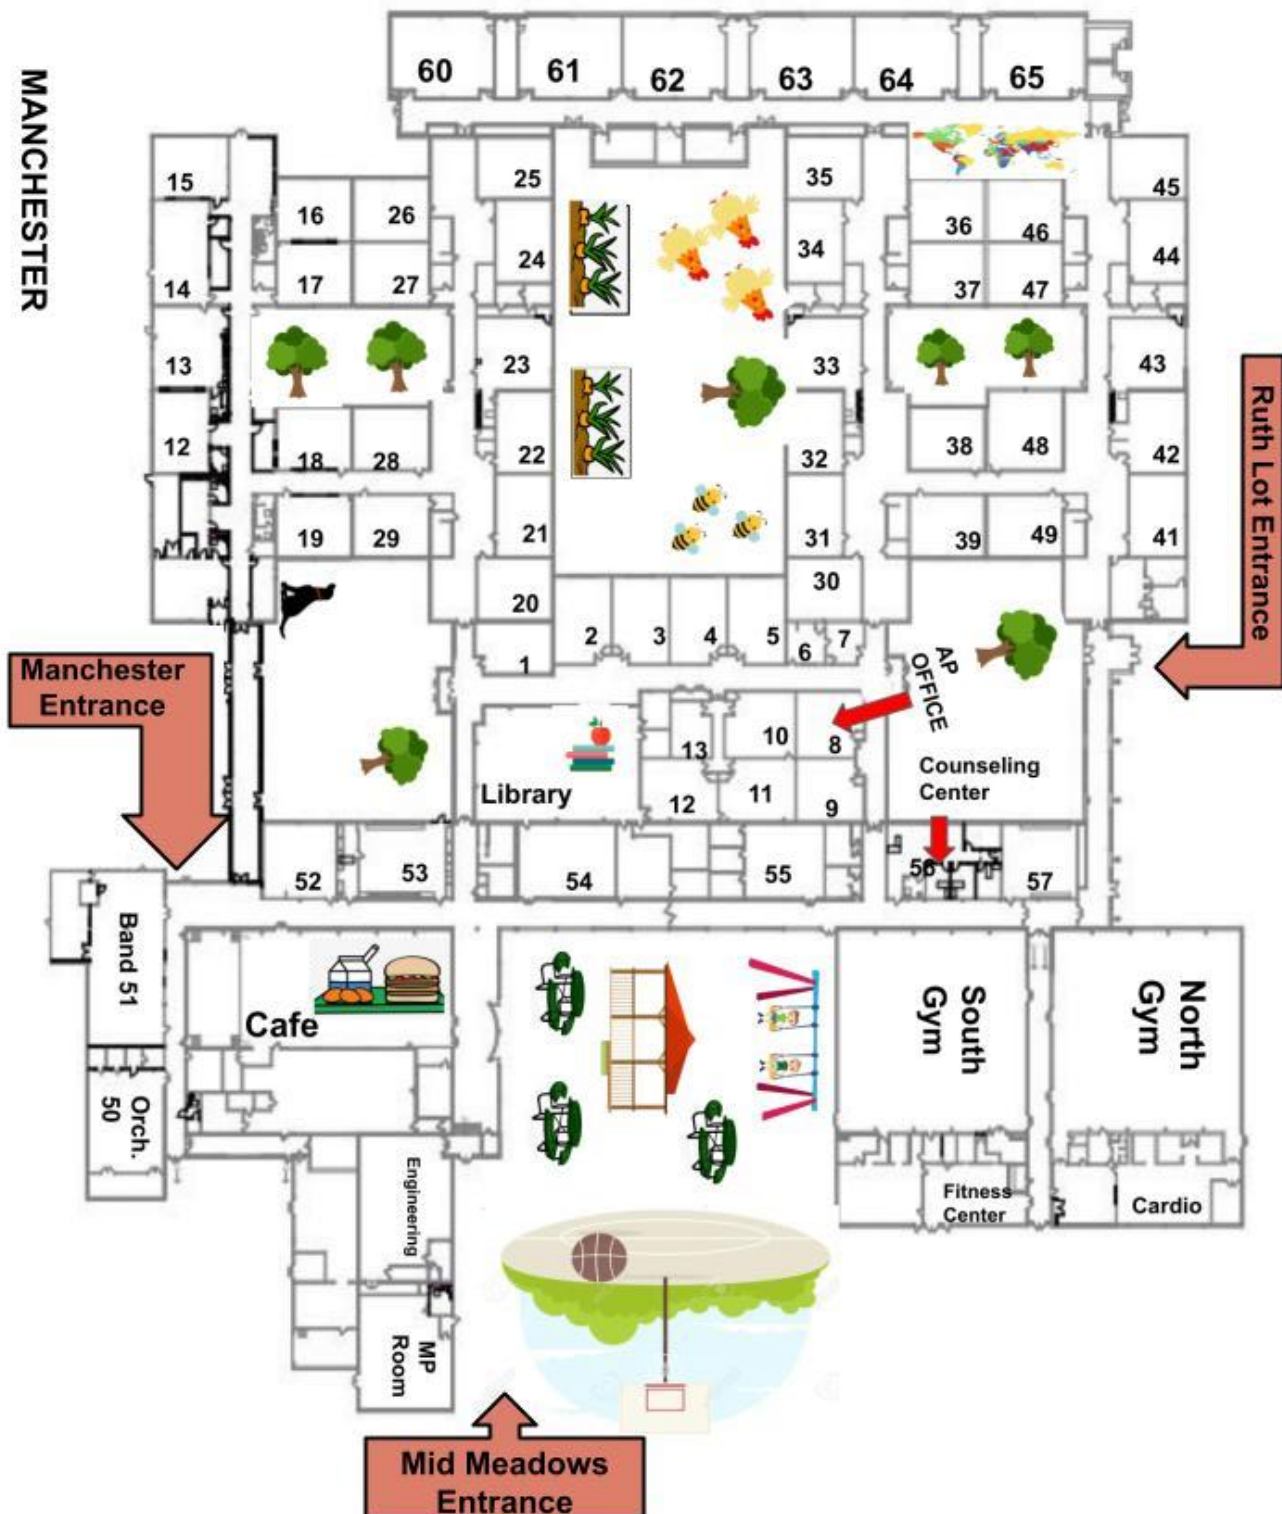 60
61
62
63
64
65
MANCHESTER
15
16
26
25
35
36
46
45
14
17
27
24
34
37
47
44
13
23
33
43
12
18
28
22
32
38
48
42
19
29
21
31
39
49
41
20
30
1
2
3
4
5
6
7
Ruth Lot Entrance
Manchester
Entrance
AP
OFFICE
13
10
8
Library
12
11
9
Counseling
Center
52
53
54
55
56
57
Band 51
Cafe
South
Gym
North
Gym
Orch.
50
Engineering
Fitness
Center
Cardio
MP
Room
Mid Meadows
Entrance